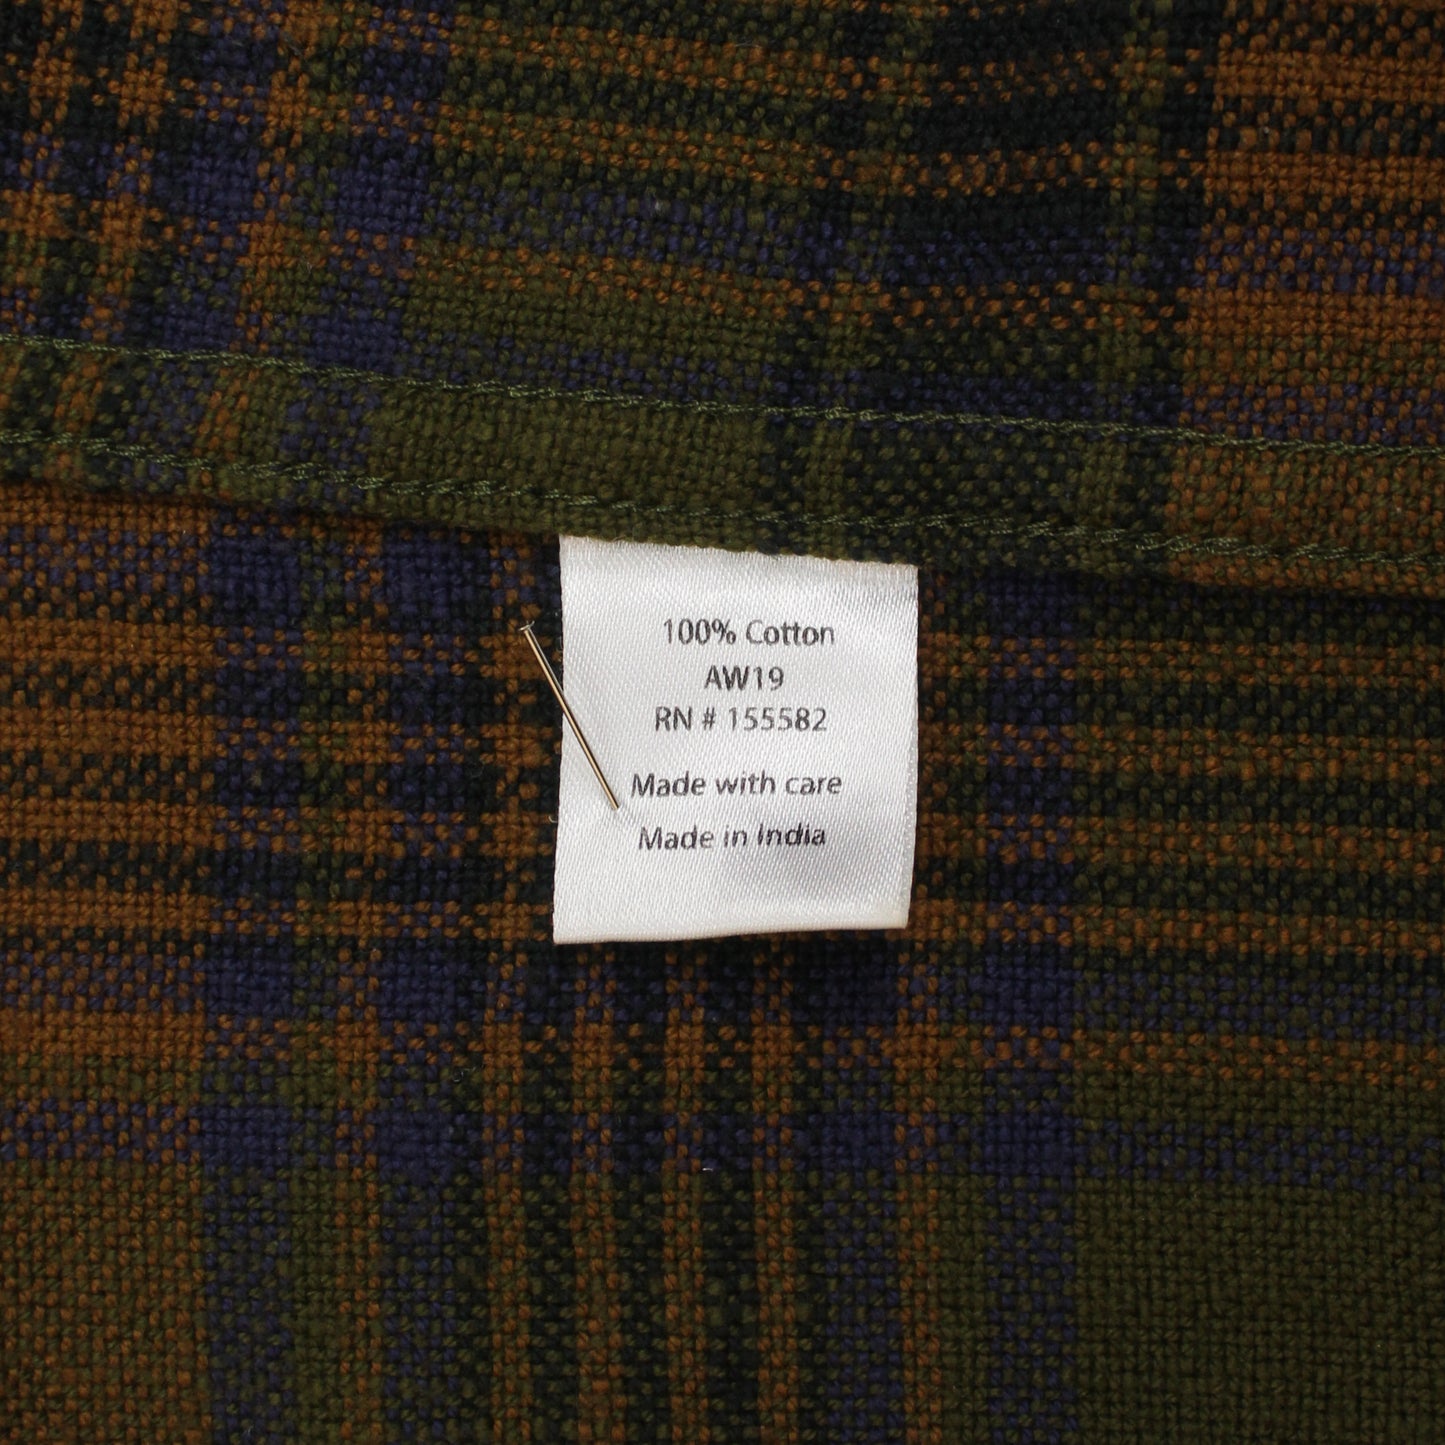 100% Cotton
AW19
RN # 155582
Made with care
Made in India